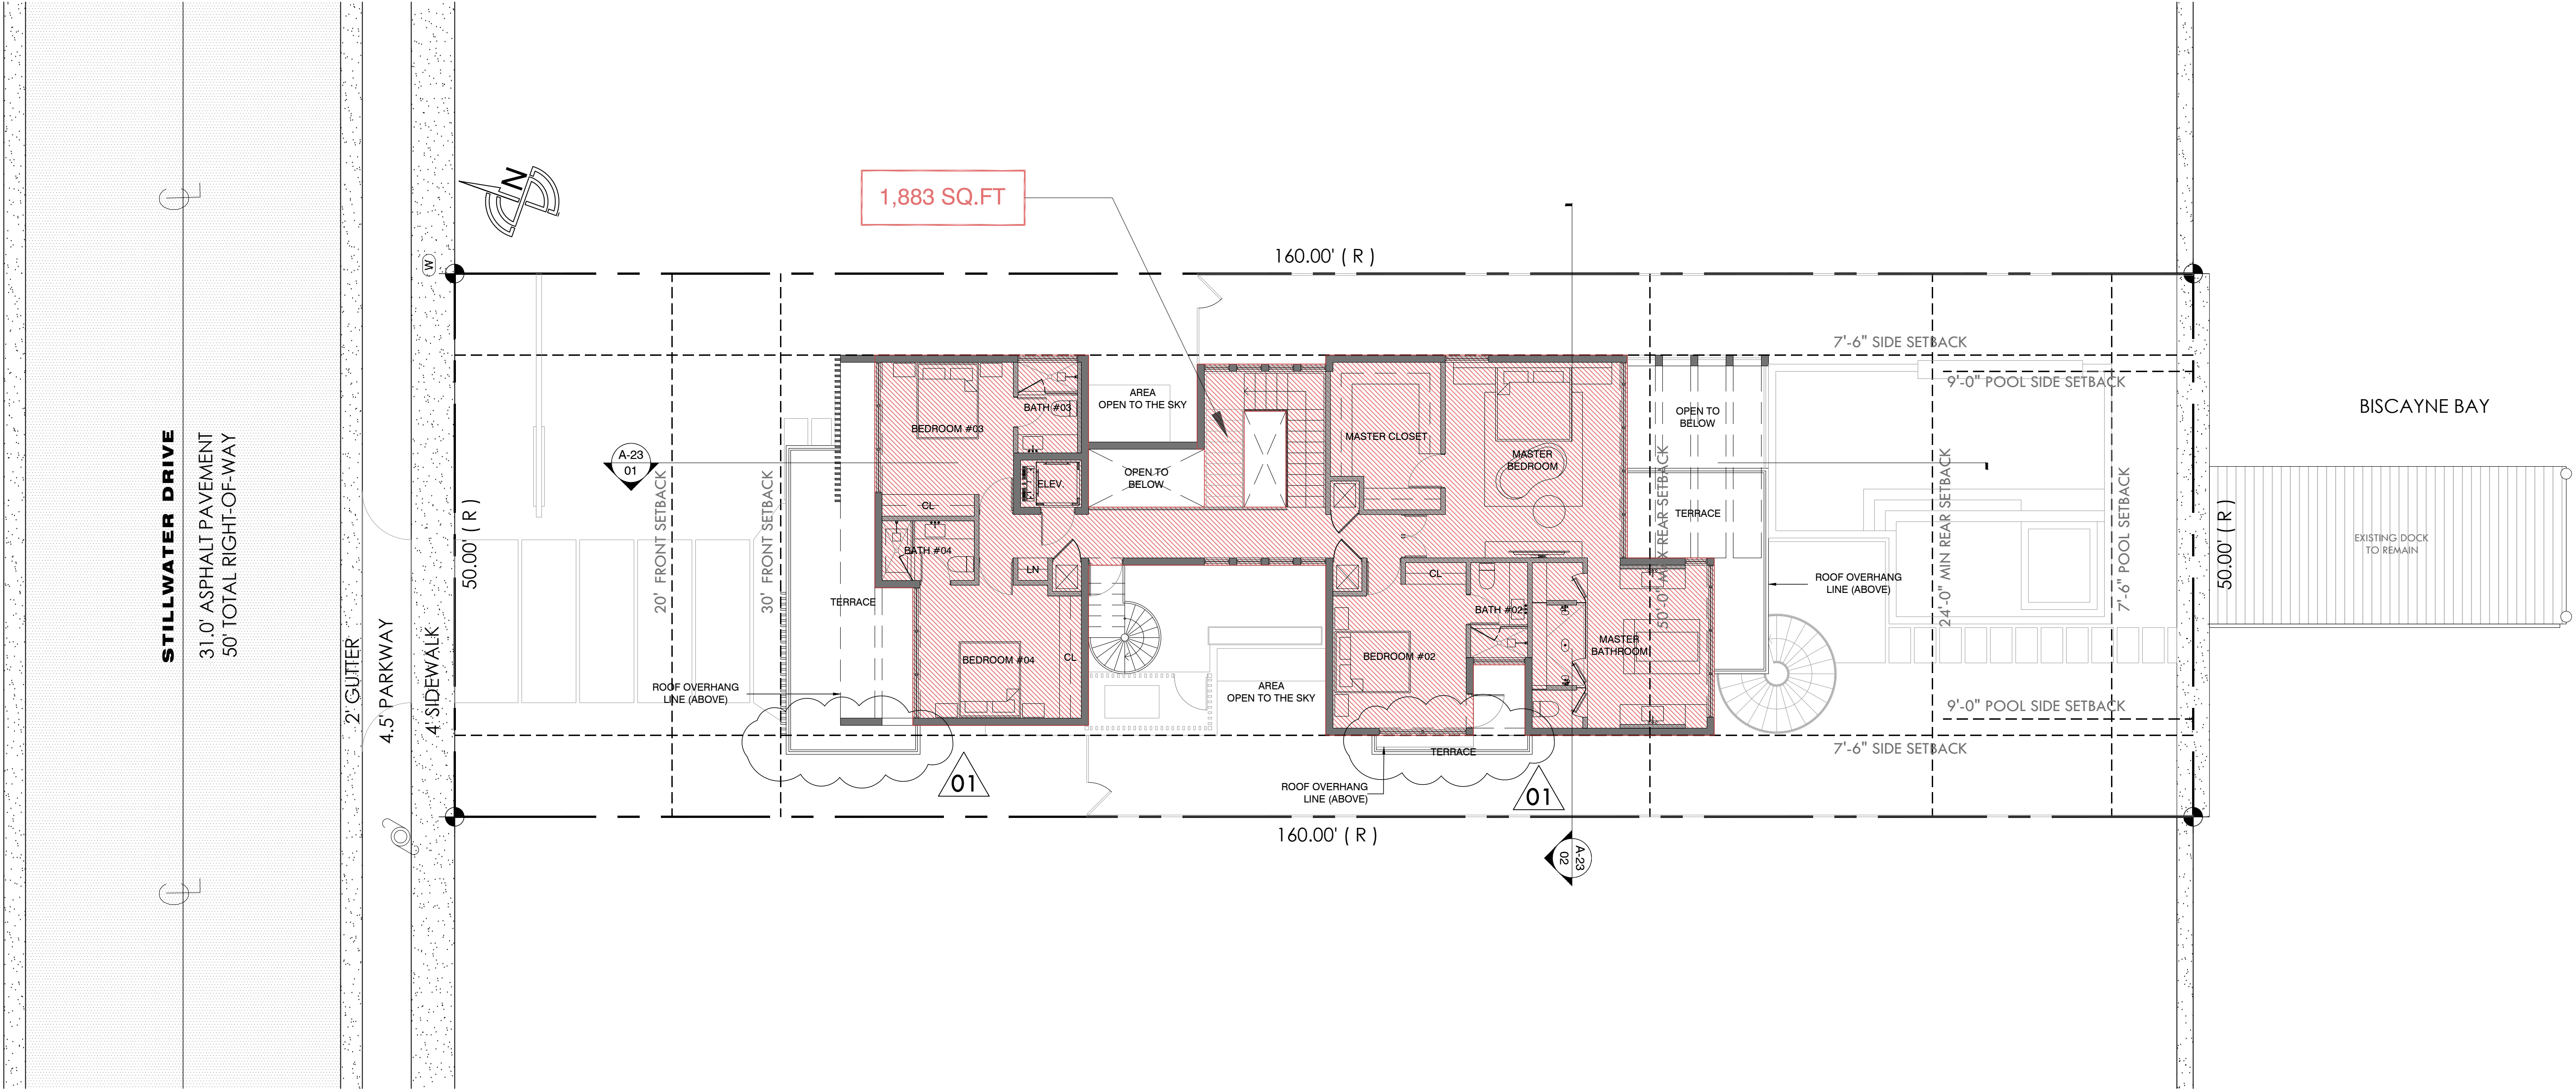 STILLWATER DRIVE
31.0' ASPHALT PAVEMENT
50' TOTAL RIGHT-OF-WAY
2' GUTTER
4.5' PARKWAY
4' SIDEWALK
W
N
50.00' ( R )
160.00' ( R )
1,883 SQ.FT
20' FRONT SETBACK
30' FRONT SETBACK
A-23
01
BEDROOM #03
BATH #03
CL
ELEV.
BATH #04
LN
TERRACE
BEDROOM #04
CL
ROOF OVERHANG
LINE (ABOVE)
01
AREA
OPEN TO THE SKY
OPEN TO
BELOW
AREA
OPEN TO THE SKY
MASTER CLOSET
MASTER
BEDROOM
CL
BATH #02
BEDROOM #02
MASTER
BATHROOM
TERRACE
ROOF OVERHANG
LINE (ABOVE)
01
A-23
02
160.00' ( R )
OPEN TO
BELOW
TERRACE
50'-0" MAX REAR SETBACK
ROOF OVERHANG
LINE (ABOVE)
7'-6" SIDE SETBACK
9'-0" POOL SIDE SETBACK
24'-0" MIN REAR SETBACK
7'-6" POOL SETBACK
9'-0" POOL SIDE SETBACK
7'-6" SIDE SETBACK
50.00' ( R )
BISCAYNE BAY
EXISTING DOCK
TO REMAIN